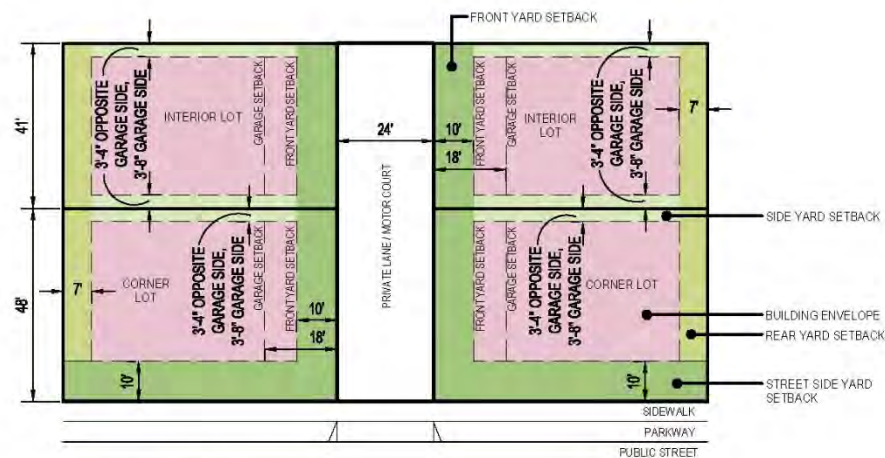 FRONT YARD SETBACK
41'
3'-4" OPPOSITE
GARAGE SIDE,
3'-8" GARAGE SIDE
INTERIOR LOT
GARAGE SETBACK
FRONT YARD SETBACK
24'
PRIVATE LANE / MOTOR COURT
10'
18'
FRONT YARD SETBACK
GARAGE SETBACK
INTERIOR
LOT
3'-4" OPPOSITE
GARAGE SIDE,
3'-8" GARAGE SIDE
7'
SIDE YARD SETBACK
48'
7'
CORNER
LOT
3'-4" OPPOSITE
GARAGE SIDE,
3'-8" GARAGE SIDE
GARAGE SETBACK
FRONT YARD SETBACK
10'
18'
10'
FRONT YARD SETBACK
GARAGE SETBACK
3'-4" OPPOSITE
GARAGE SIDE,
3'-8" GARAGE SIDE
CORNER LOT
10'
BUILDING ENVELOPE
REAR YARD SETBACK
STREET SIDE YARD
SETBACK
SIDEWALK
PARKWAY
PUBLIC STREET